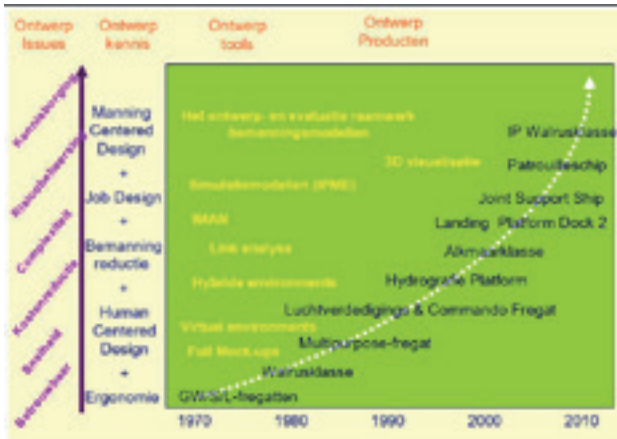 Ontwerp Issues
Ontwerp kennis
Ontwerp tools
Ontwerp Producten
Kennisborging
Risicobeheersing
Complexiteit
Kostenreductie
Snelheid
Betrouwbaar
Manning
Centered
Design
+
Job Design
+
Bemanning
reductie
+
Human
Centered
Design
+
Ergonomie
Het ontwerp- en evaluatie raamwerk
bemanningsmodellen
3D visualisatie
Simulatiemodellen (IPME)
IMAN
Link analyse
Hybride environments
Virtual environments
Full Mock-ups
IP Walrusklasse
Patrouilleschip
Joint Support Ship
Landing Platform Dock 2
Alkmaarklasse
Hydrografie Platform
Luchtverdedigings & Commando Fregat
Multipurpose-fregat
Walrusklasse
GW/S/L-fregatten
1970 1980 1990 2000 2010